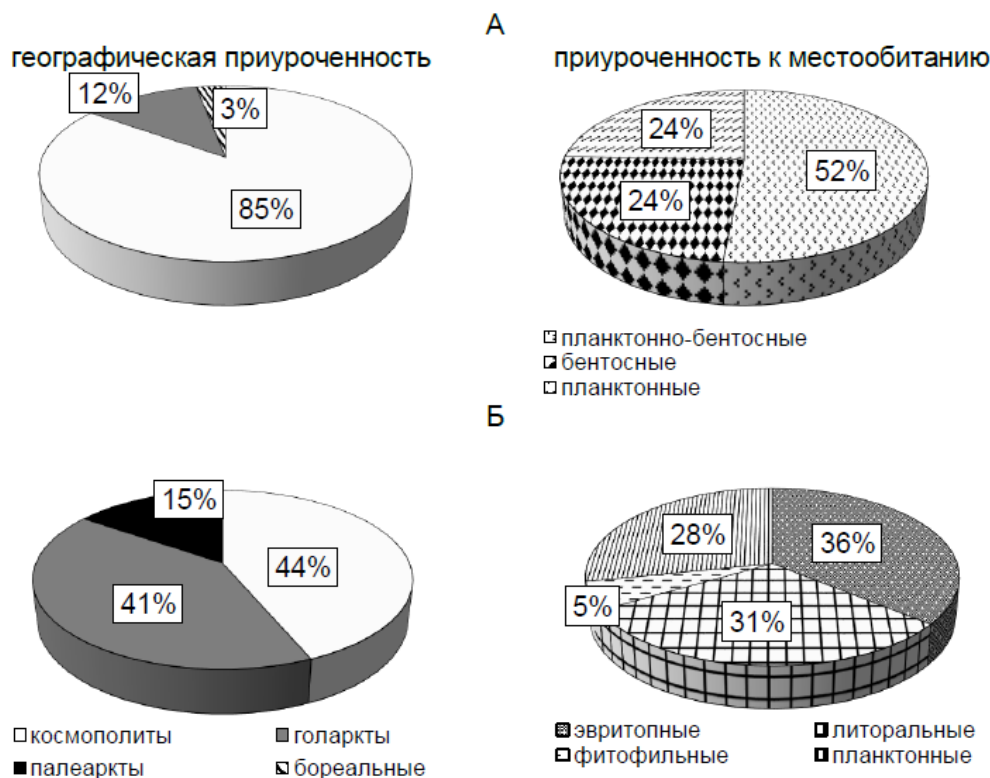 А
географическая приуроченность
приуроченность к местообитанию
12%
3%
85%
24%
52%
24%
планктонно-бентосные
бентосные
планктонные
Б
15%
44%
41%
28%
36%
5%
31%
космополиты голаркты
палеаркты бореальные
эвритопные литоральные
фитофильные планктонные